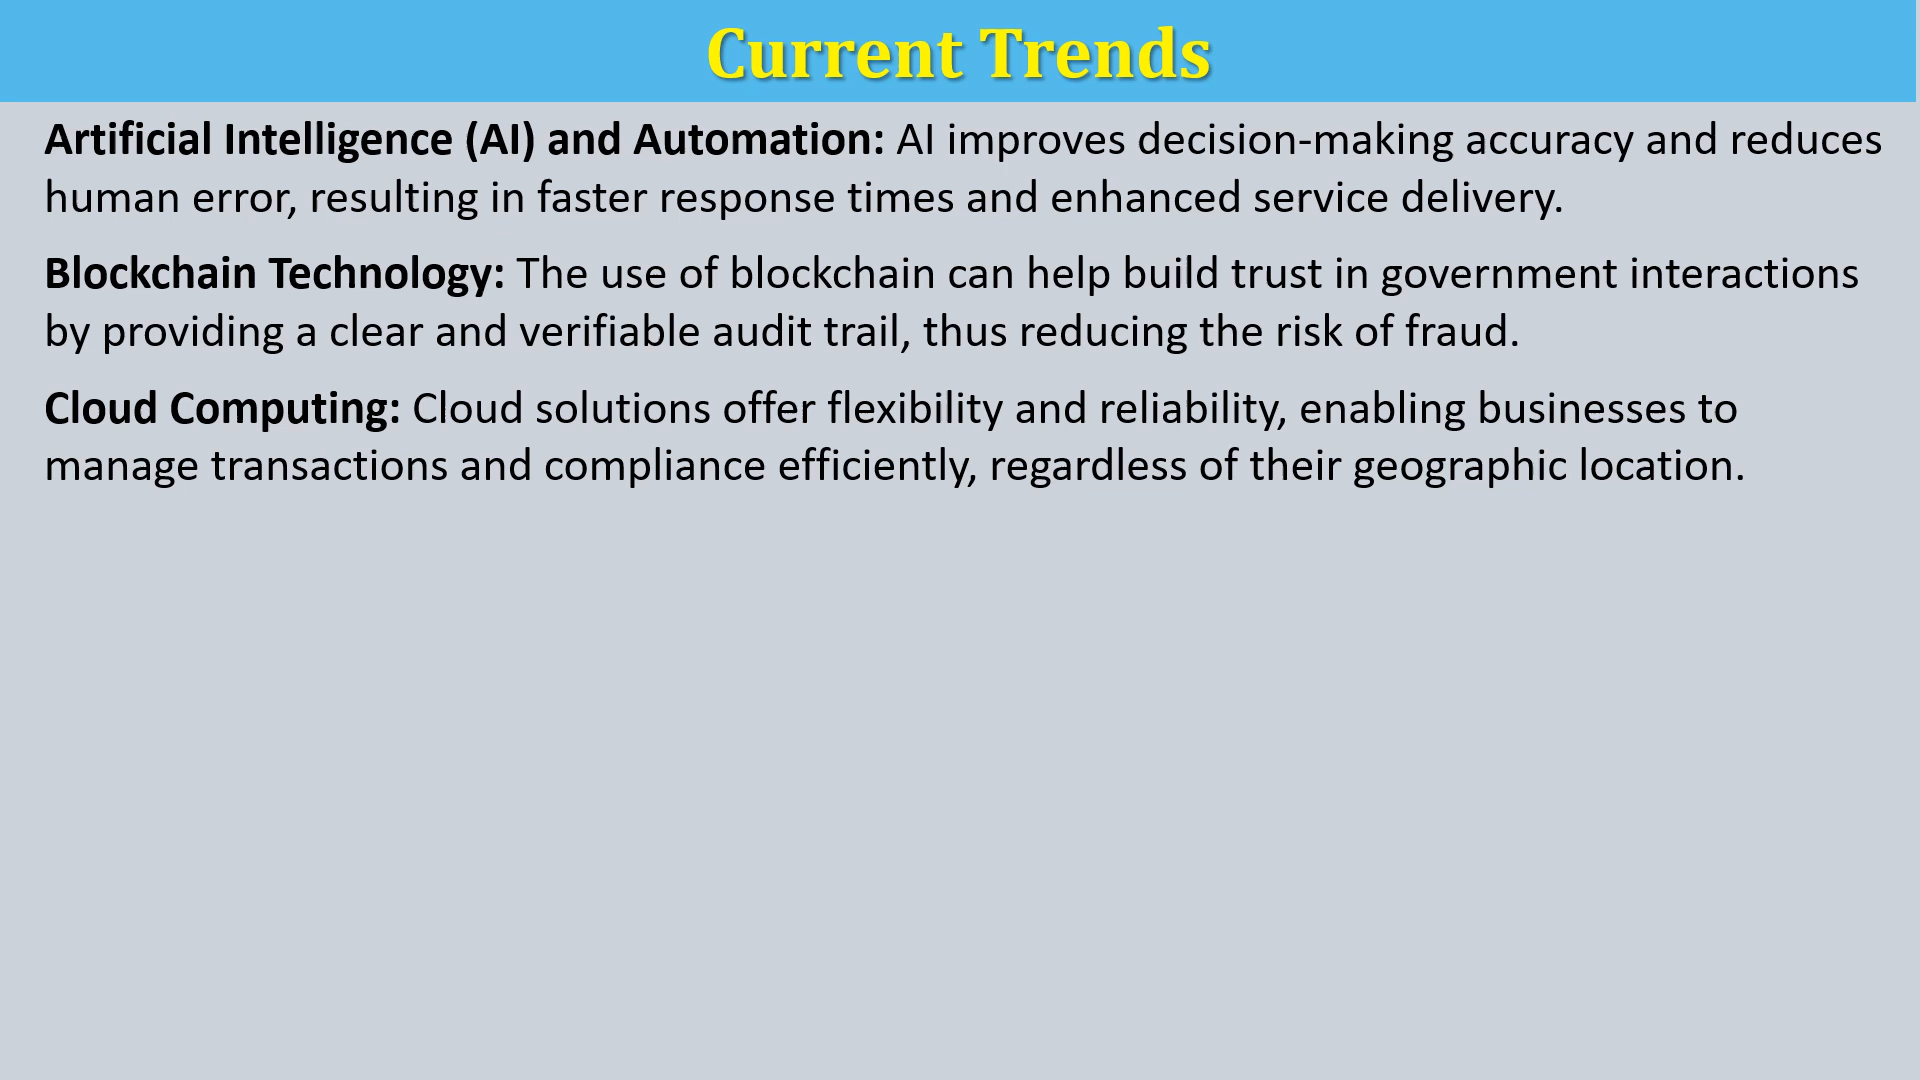 Current Trends
Artificial Intelligence (AI) and Automation: AI improves decision-making accuracy and reduces
human error, resulting in faster response times and enhanced service delivery.
Blockchain Technology: The use of blockchain can help build trust in government interactions
by providing a clear and verifiable audit trail, thus reducing the risk of fraud.
Cloud Computing: Cloud solutions offer flexibility and reliability, enabling businesses to
manage transactions and compliance efficiently, regardless of their geographic location.